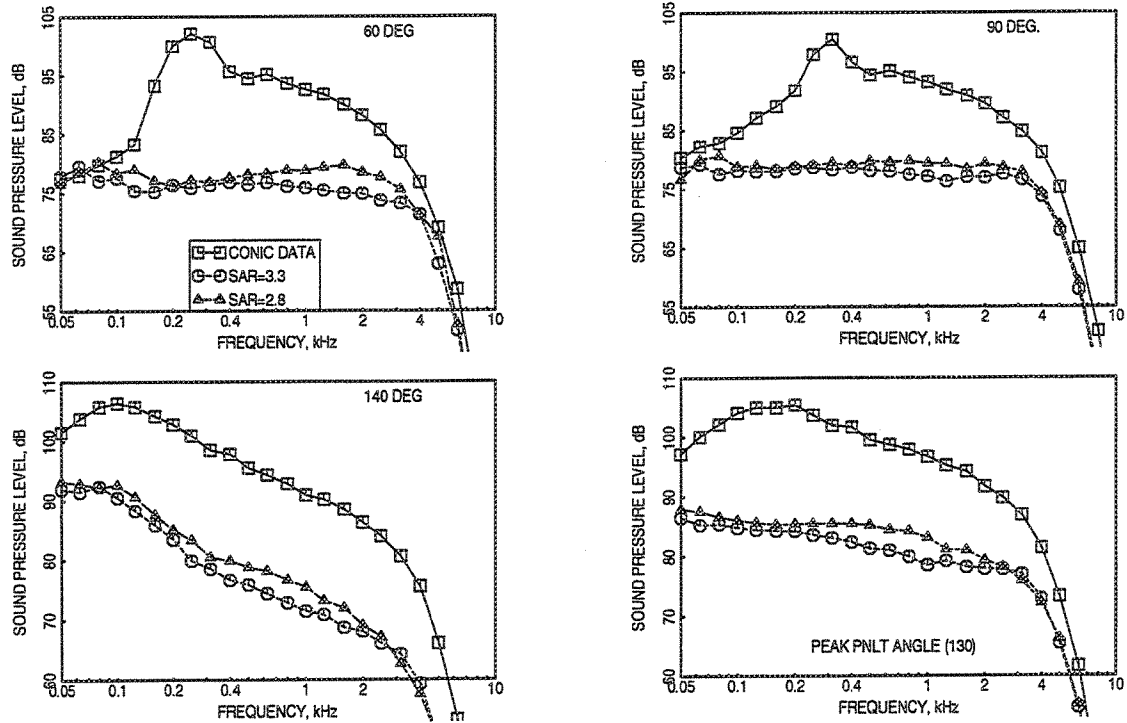 105
95
85
75
65
55
SOUND PRESSURE LEVEL, dB
60 DEG
CONIC DATA
SAR=3.3
SAR=2.8
0.05 0.1 0.2 0.4 1 2 4 10
FREQUENCY, kHz
105
95
85
75
65
55
SOUND PRESSURE LEVEL, dB
90 DEG.
0.05 0.1 0.2 0.4 1 2 4 10
FREQUENCY, kHz
110
100
90
80
70
60
SOUND PRESSURE LEVEL, dB
140 DEG
0.05 0.1 0.2 0.4 1 2 4 10
FREQUENCY, kHz
110
100
90
80
70
60
SOUND PRESSURE LEVEL, dB
PEAK PNLT ANGLE (130)
0.05 0.1 0.2 0.4 1 2 4 10
FREQUENCY, kHz